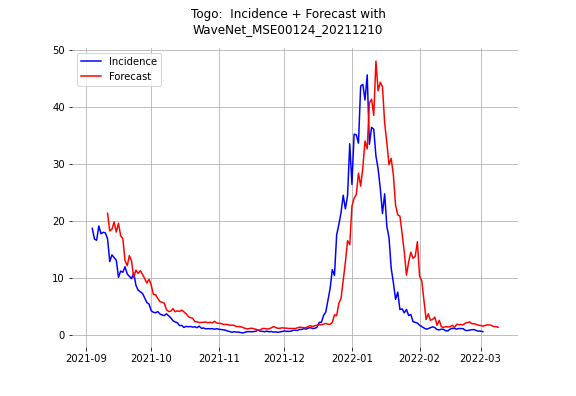 Togo:  Incidence + Forecast with
WaveNet_MSE00124_20211210
Incidence
Forecast
50
40
30
20
10
0
2021-09 2021-10 2021-11 2021-12 2022-01 2022-02 2022-03